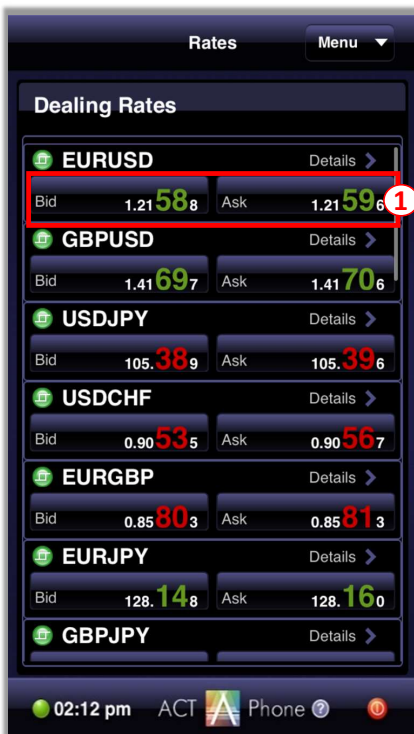 Rates Menu
Dealing Rates
EURUSD Details
Bid 1.21588 Ask 1.21596 1
GBPUSD Details
Bid 1.41697 Ask 1.41706
USDJPY Details
Bid 105.389 Ask 105.396
USDCHF Details
Bid 0.90535 Ask 0.90567
EURGBP Details
Bid 0.85803 Ask 0.85813
EURJPY Details
Bid 128.148 Ask 128.160
GBPJPY Details
02:12 pm ACT Phone ?